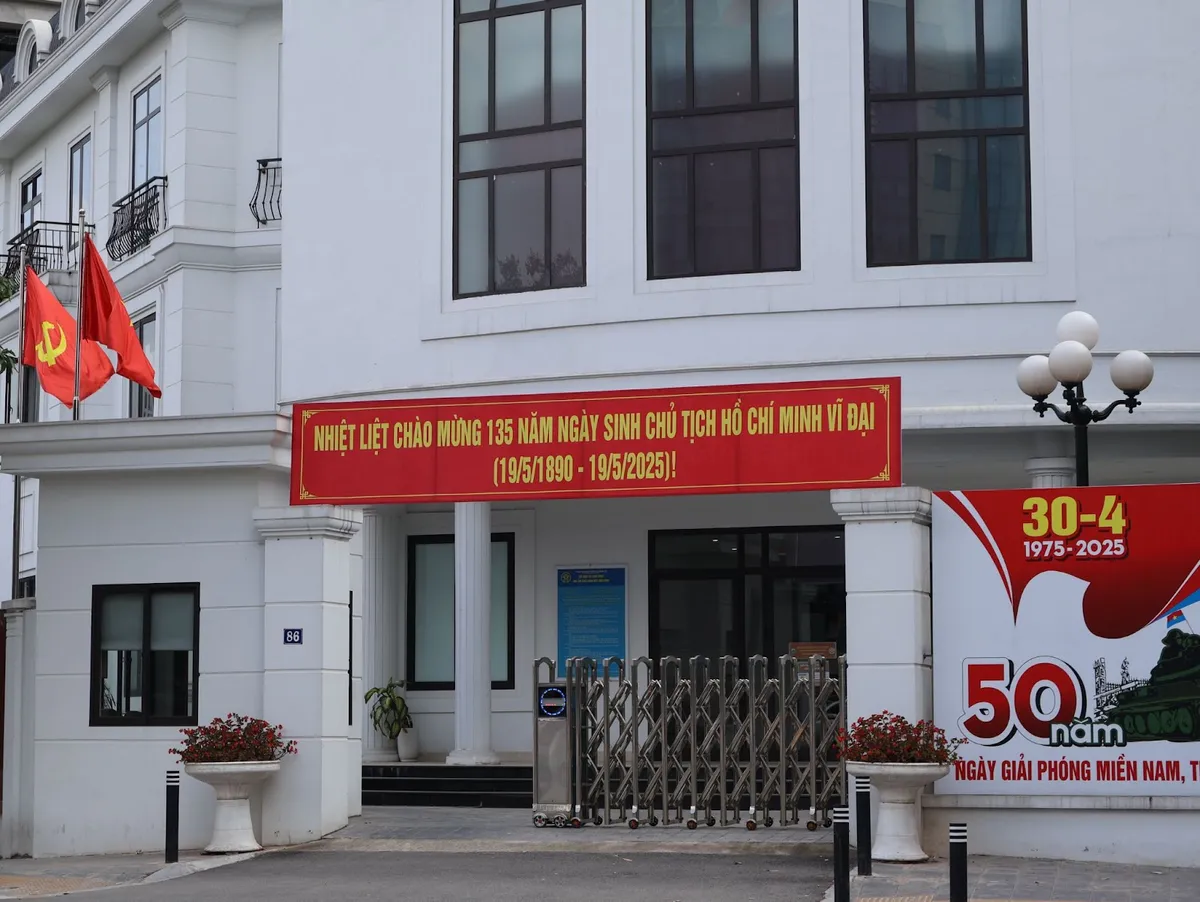 NHIỆT LIỆT CHÀO MỪNG 135 NĂM NGÀY SINH CHỦ TỊCH HỒ CHÍ MINH VĨ ĐẠI
(19/5/1890 - 19/5/2025)!
30-4
1975-2025
50
năm
NGÀY GIẢI PHÓNG MIỀN NAM, T
86